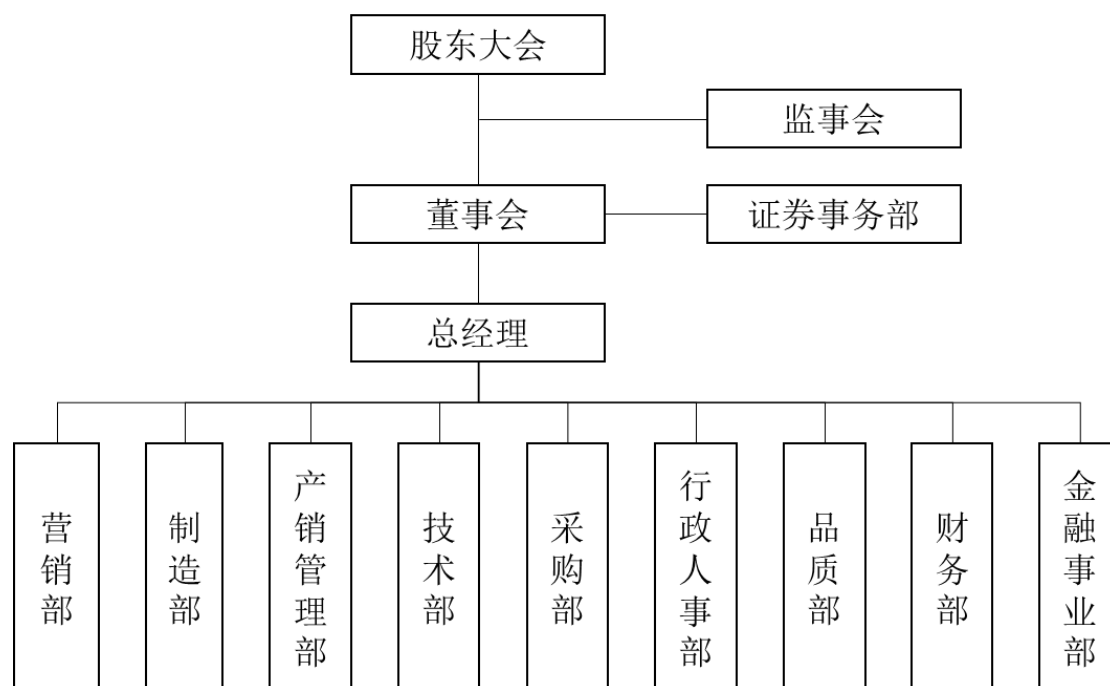 股东大会
监事会
董事会
证券事务部
总经理
营销部
制造部
产销管理部
技术部
采购部
行政人事部
品质部
财务部
金融事业部